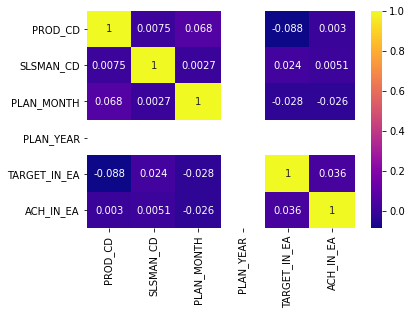 PROD_CD 1 0.0075 0.068 -0.088 0.003
SLSMAN_CD 0.0075 1 0.0027 0.024 0.0051
PLAN_MONTH 0.068 0.0027 1 -0.028 -0.026
PLAN_YEAR
TARGET_IN_EA -0.088 0.024 -0.028 1 0.036
ACH_IN_EA 0.003 0.0051 -0.026 0.036 1
PROD_CD
SLSMAN_CD
PLAN_MONTH
PLAN_YEAR
TARGET_IN_EA
ACH_IN_EA
1.0
0.8
0.6
0.4
0.2
0.0